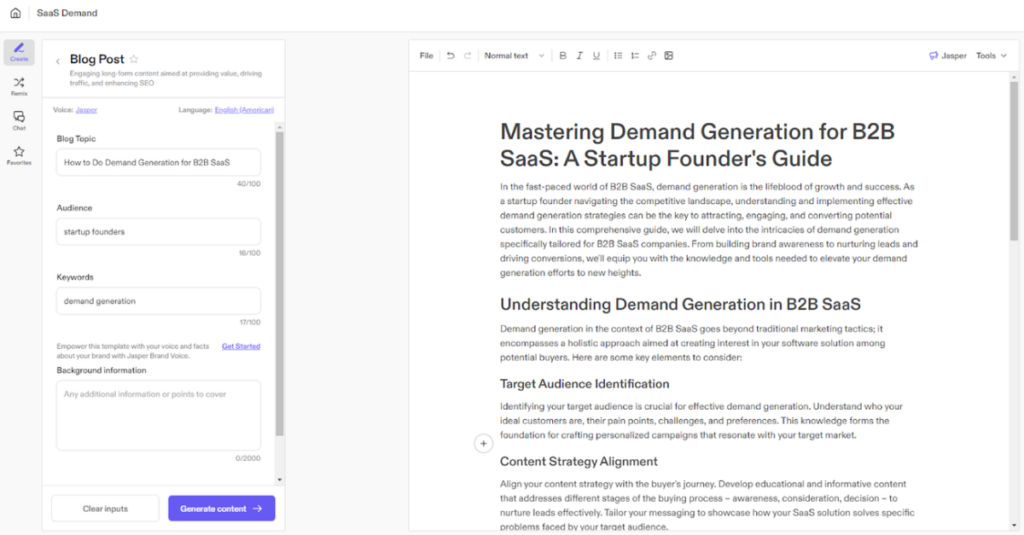 SaaS Demand
Create
Remix
Chat
Favorites
Blog Post
Engaging long-form content aimed at providing value, driving
traffic, and enhancing SEO
Voice: Jasper
Language: English (American)
Blog Topic
How to Do Demand Generation for B2B SaaS
40/100
Audience
startup founders
16/100
Keywords
demand generation
17/100
Empower this template with your voice and facts
about your brand with Jasper Brand Voice.
Get Started
Background information
Any additional information or points to cover
0/2000
Clear inputs
Generate content
File
Normal text
B I U
Jasper
Tools
Mastering Demand Generation for B2B
SaaS: A Startup Founder's Guide
In the fast-paced world of B2B SaaS, demand generation is the lifeblood of growth and success. As
a startup founder navigating the competitive landscape, understanding and implementing effective
demand generation strategies can be the key to attracting, engaging, and converting potential
customers. In this comprehensive guide, we will delve into the intricacies of demand generation
specifically tailored for B2B SaaS companies. From building brand awareness to nurturing leads and
driving conversions, we'll equip you with the knowledge and tools needed to elevate your demand
generation efforts to new heights.
Understanding Demand Generation in B2B SaaS
Demand generation in the context of B2B SaaS goes beyond traditional marketing tactics; it
encompasses a holistic approach aimed at creating interest in your software solution among
potential buyers. Here are some key elements to consider:
Target Audience Identification
Identifying your target audience is crucial for effective demand generation. Understand who your
ideal customers are, their pain points, challenges, and preferences. This knowledge forms the
foundation for crafting personalized campaigns that resonate with your target market.
Content Strategy Alignment
Align your content strategy with the buyer's journey. Develop educational and informative content
that addresses different stages of the buying process – awareness, consideration, decision – to
nurture leads effectively. Tailor your messaging to showcase how your SaaS solution solves specific
problems faced by your target audience.